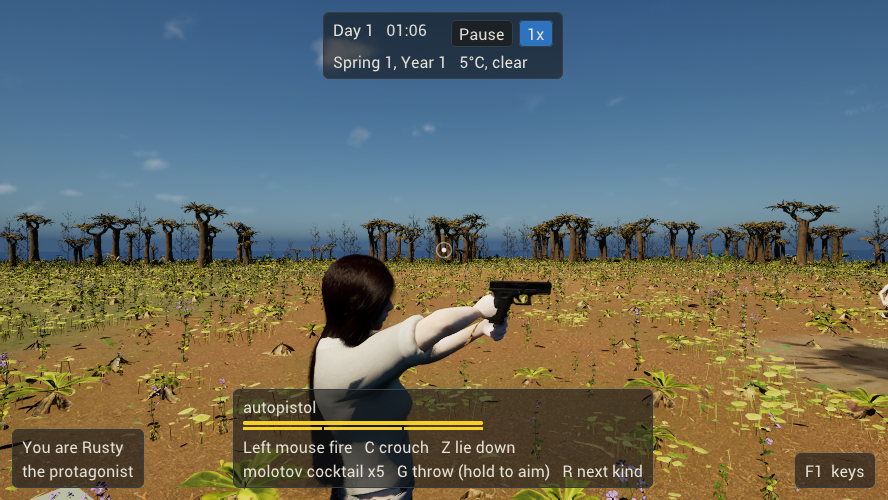 Day 1 01:06 Pause 1x
Spring 1, Year 1 5°C, clear
autopistol
Left mouse fire C crouch Z lie down
molotov cocktail x5 G throw (hold to aim) R next kind
You are Rusty
the protagonist
F1 keys